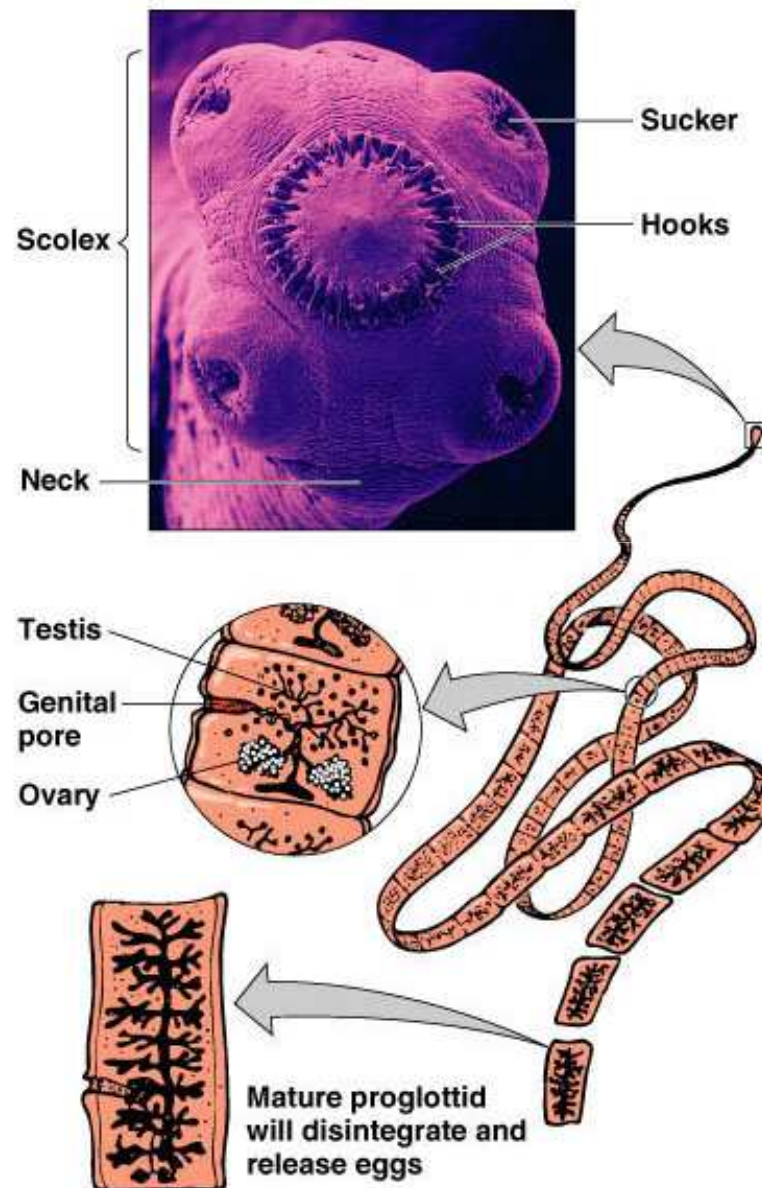 Sucker
Hooks
Scolex
Neck
Testis
Genital
pore
Ovary
Mature proglottid
will disintegrate and
release eggs